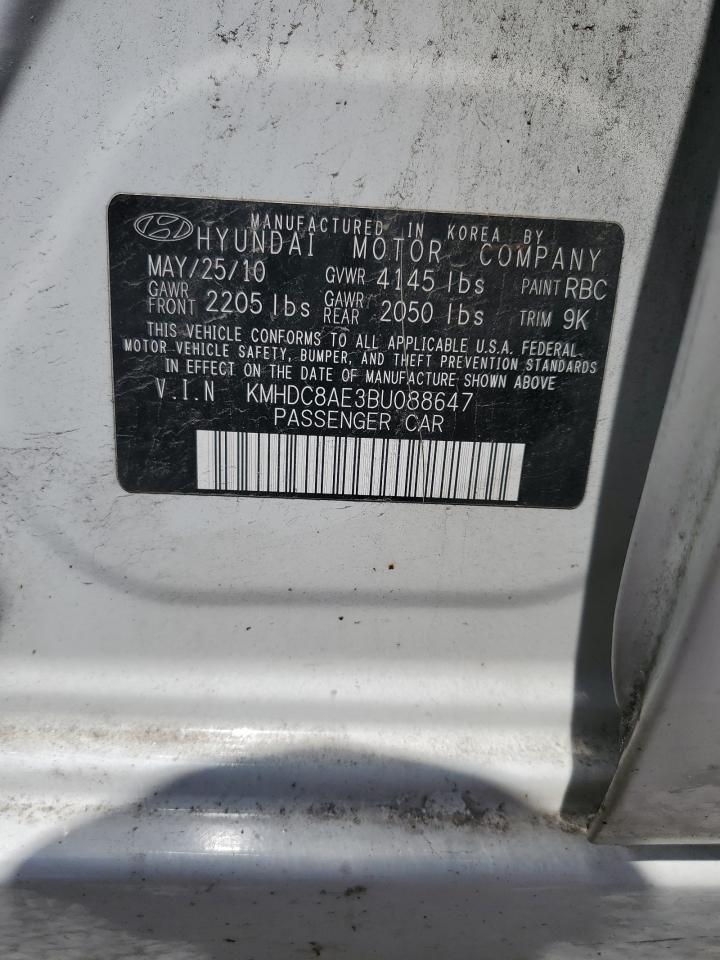 MANUFACTURED IN KOREA BY
HYUNDAI MOTOR COMPANY
MAY/25/10 GVWR 4145 lbs PAINT RBC
GAWR FRONT 2205 lbs GAWR REAR 2050 lbs TRIM 9K
THIS VEHICLE CONFORMS TO ALL APPLICABLE U.S.A. FEDERAL
MOTOR VEHICLE SAFETY, BUMPER, AND THEFT PREVENTION STANDARDS
IN EFFECT ON THE DATE OF MANUFACTURE SHOWN ABOVE
V.I.N KMHDC8AE3BU088647
PASSENGER CAR